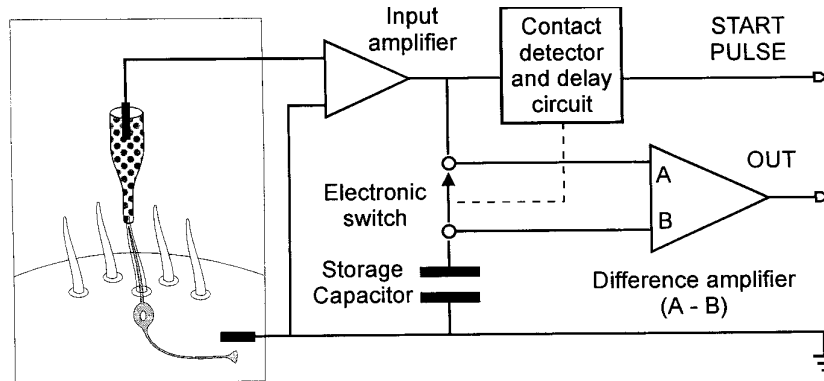 Input
amplifier
Contact
detector
and delay
circuit
START
PULSE
Electronic
switch
A
B
OUT
Storage
Capacitor
Difference amplifier
(A - B)